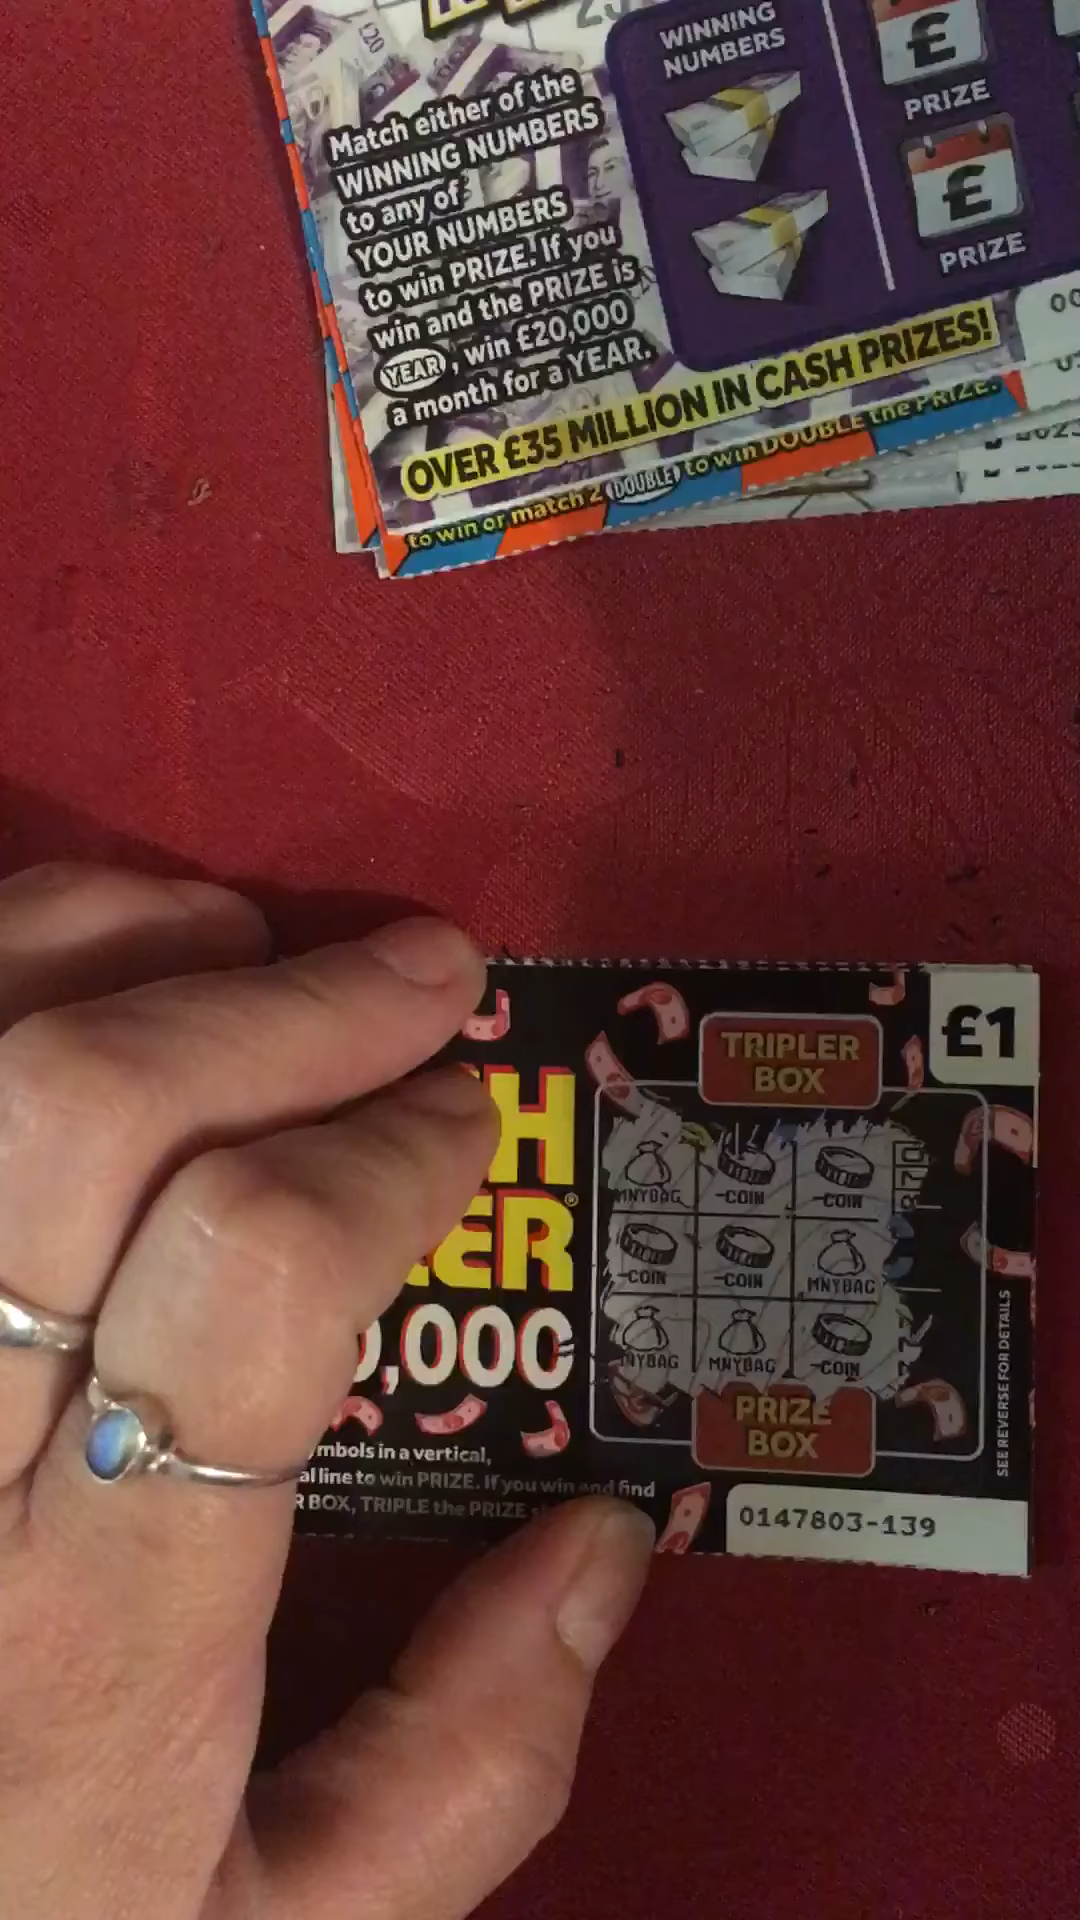 WINNING
NUMBERS
PRIZE
PRIZE
£20
£
£
Match either of the
WINNING NUMBERS
to any of
YOUR NUMBERS
to win PRIZE! If you
win and the PRIZE is
YEAR, win £20,000
a month for a YEAR.
OVER £35 MILLION IN CASH PRIZES!
to win or match 2 DOUBLE to win DOUBLE the PRIZE.
£1
TRIPLER
BOX
MNYBAG -COIN -COIN
-COIN -COIN MNYBAG
NYBAG MNYBAG -COIN
H
ER®
0,000
PRIZE
BOX
mbols in a vertical,
al line to win PRIZE. If you win and find
R BOX, TRIPLE the PRIZE
0147803-139
SEE REVERSE FOR DETAILS